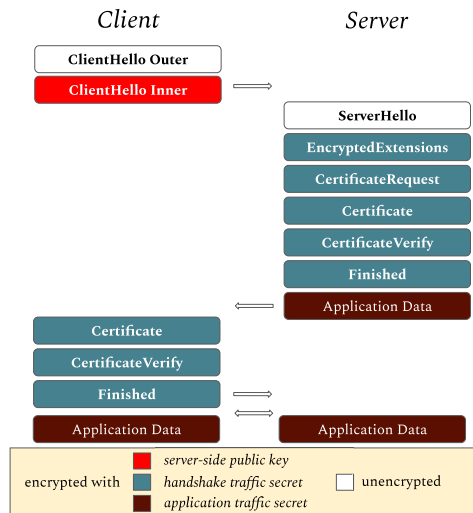 Client Server
ClientHello Outer
ClientHello Inner
ServerHello
EncryptedExtensions
CertificateRequest
Certificate
CertificateVerify
Finished
Application Data
Certificate
CertificateVerify
Finished
Application Data Application Data
server-side public key
encrypted with handshake traffic secret unencrypted
application traffic secret